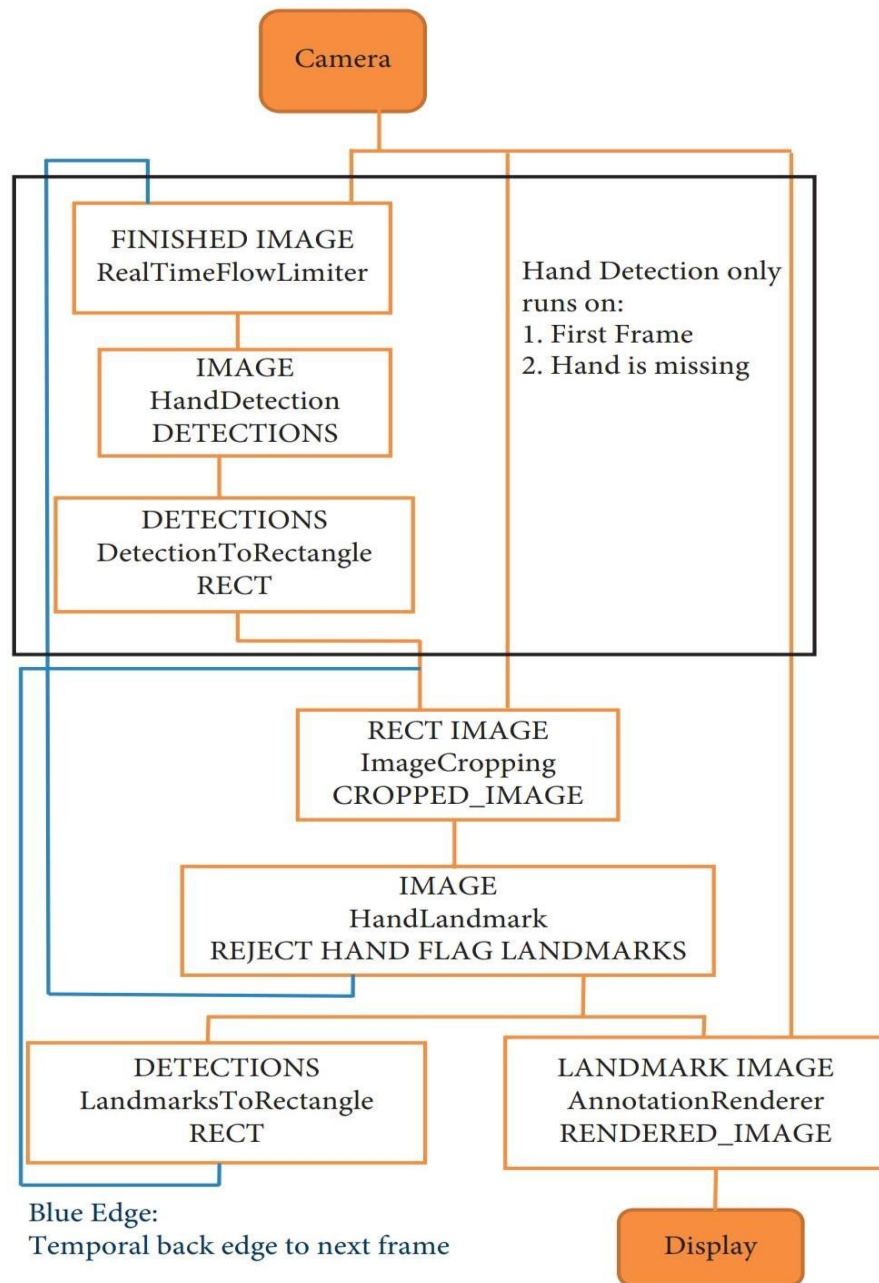 Camera
FINISHED IMAGE
RealTimeFlowLimiter
Hand Detection only
runs on:
1. First Frame
2. Hand is missing
IMAGE
HandDetection
DETECTIONS
DETECTIONS
DetectionToRectangle
RECT
RECT IMAGE
ImageCropping
CROPPED_IMAGE
IMAGE
HandLandmark
REJECT HAND FLAG LANDMARKS
DETECTIONS
LandmarksToRectangle
RECT
LANDMARK IMAGE
AnnotationRenderer
RENDERED_IMAGE
Blue Edge:
Temporal back edge to next frame
Display